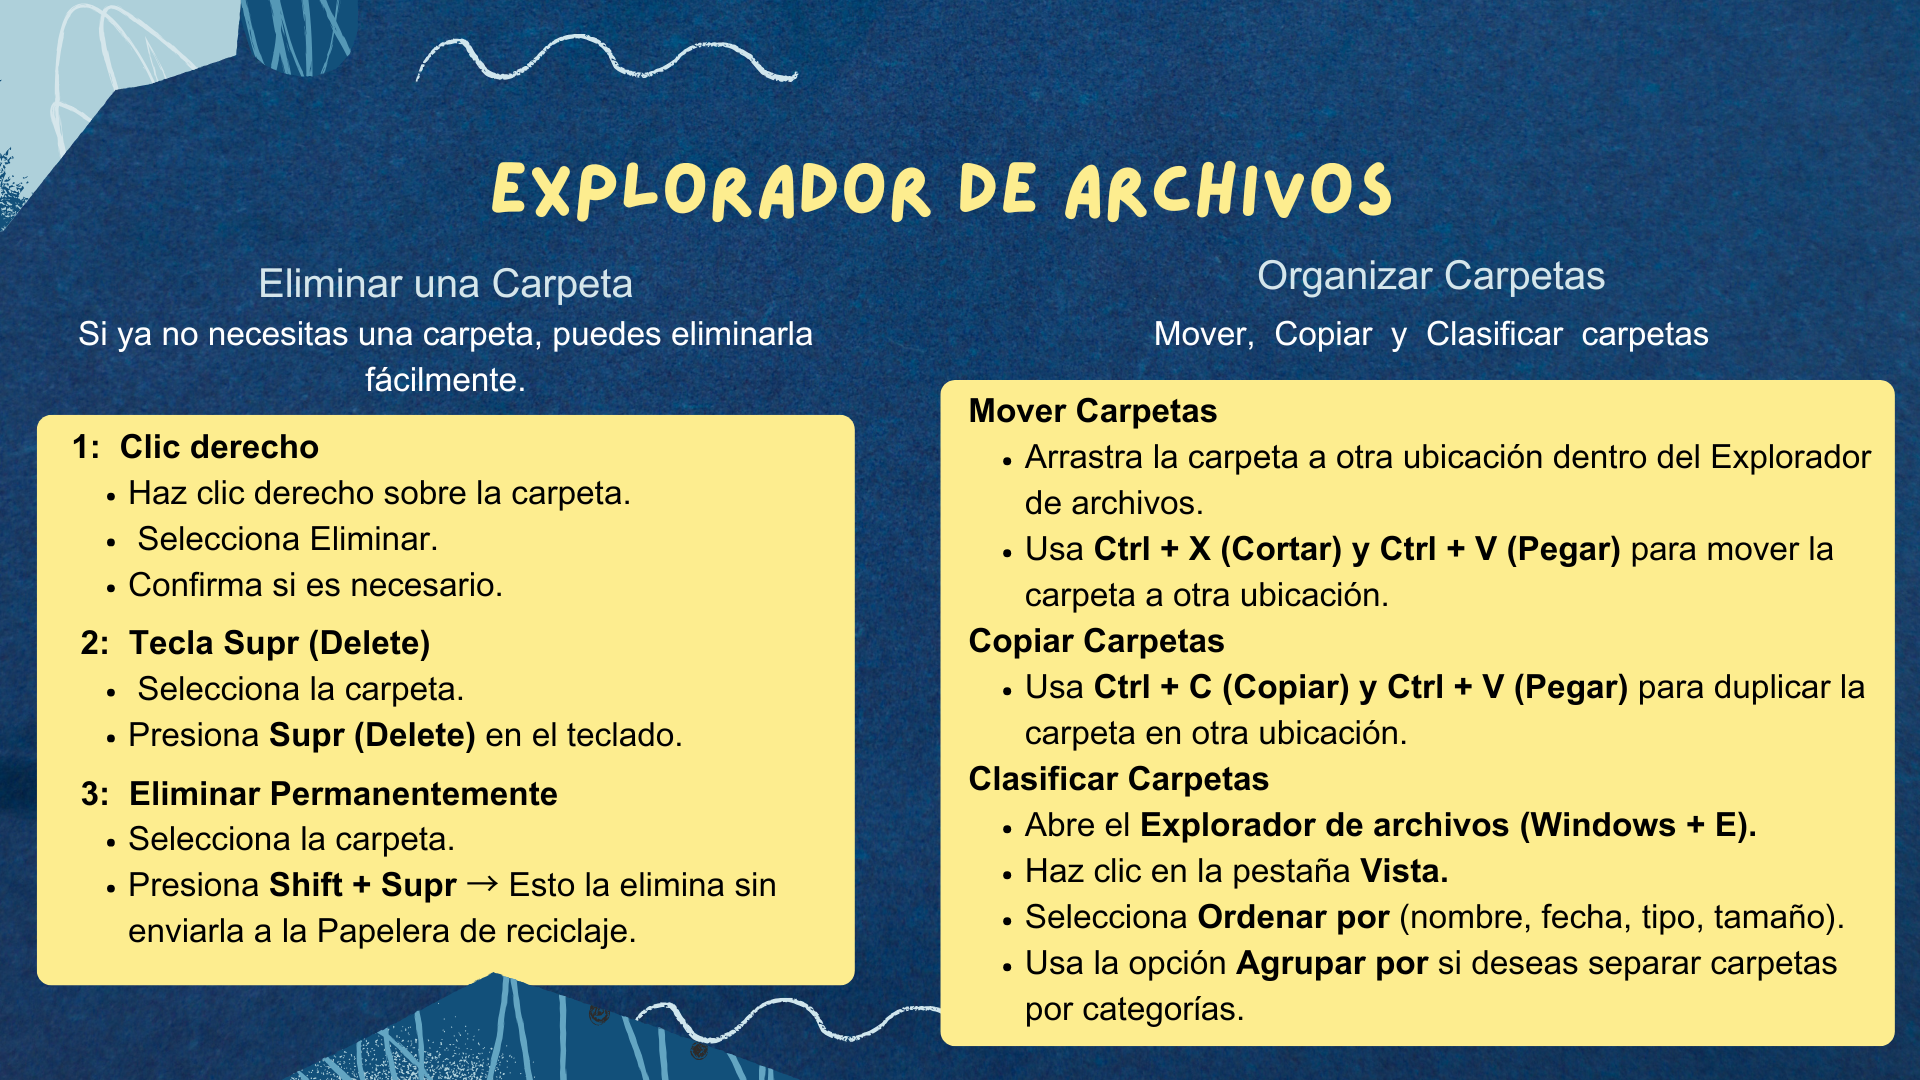 EXPLORADOR DE ARCHIVOS
Eliminar una Carpeta
Si ya no necesitas una carpeta, puedes eliminarla
fácilmente.
1: Clic derecho
• Haz clic derecho sobre la carpeta.
• Selecciona Eliminar.
• Confirma si es necesario.
2: Tecla Supr (Delete)
• Selecciona la carpeta.
• Presiona Supr (Delete) en el teclado.
3: Eliminar Permanentemente
• Selecciona la carpeta.
• Presiona Shift + Supr → Esto la elimina sin
enviarla a la Papelera de reciclaje.
Organizar Carpetas
Mover, Copiar y Clasificar carpetas
Mover Carpetas
• Arrastra la carpeta a otra ubicación dentro del Explorador
de archivos.
• Usa Ctrl + X (Cortar) y Ctrl + V (Pegar) para mover la
carpeta a otra ubicación.
Copiar Carpetas
• Usa Ctrl + C (Copiar) y Ctrl + V (Pegar) para duplicar la
carpeta en otra ubicación.
Clasificar Carpetas
• Abre el Explorador de archivos (Windows + E).
• Haz clic en la pestaña Vista.
• Selecciona Ordenar por (nombre, fecha, tipo, tamaño).
• Usa la opción Agrupar por si deseas separar carpetas
por categorías.